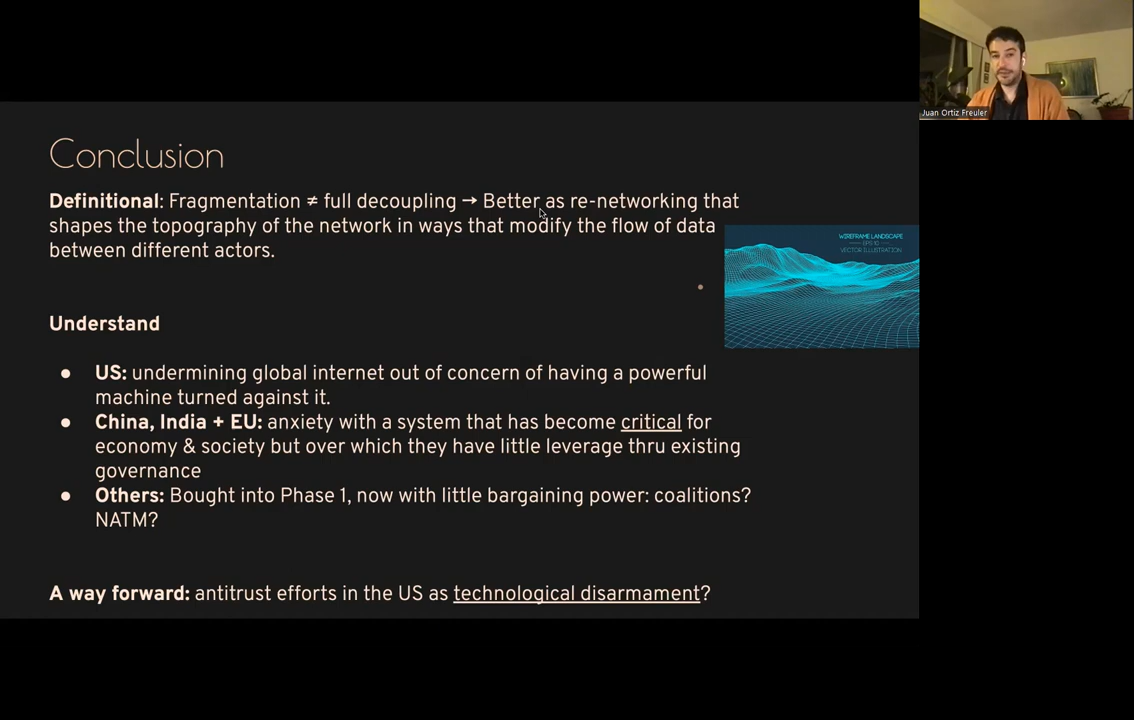 Juan Ortiz Freuler
Conclusion
Definitional: Fragmentation ≠ full decoupling → Better as re-networking that
shapes the topography of the network in ways that modify the flow of data
between different actors.
WIREFRAME LANDSCAPE
EPS 10
VECTOR ILLUSTRATION
Understand
● US: undermining global internet out of concern of having a powerful
machine turned against it.
● China, India + EU: anxiety with a system that has become critical for
economy & society but over which they have little leverage thru existing
governance
● Others: Bought into Phase 1, now with little bargaining power: coalitions?
NATM?
A way forward: antitrust efforts in the US as technological disarmament?